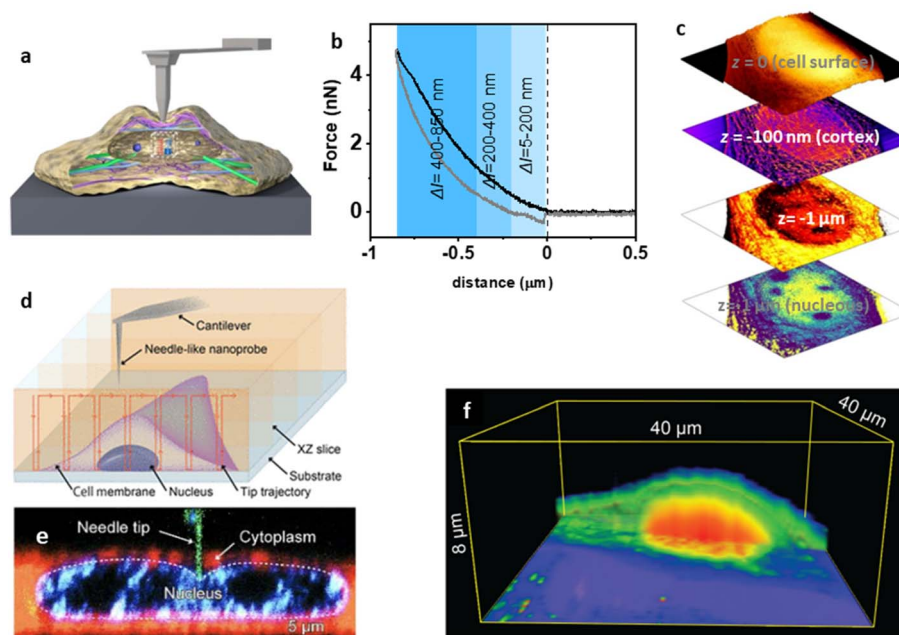 a
b
Force (nN)
4
2
0
Δl= 400-850 nm
Δl=200-400 nm
Δl=5-200 nm
-1
-0.5
0
0.5
distance (μm)
c
z = 0 (cell surface)
z = -100 nm (cortex)
z= -1 μm
z=-1 μm (nucleous)
d
Cantilever
Needle-like nanoprobe
XZ slice
Substrate
Cell membrane
Nucleus
Tip trajectory
e
Needle tip
Cytoplasm
Nucleus
5 μm
f
40 μm
40 μm
8 μm